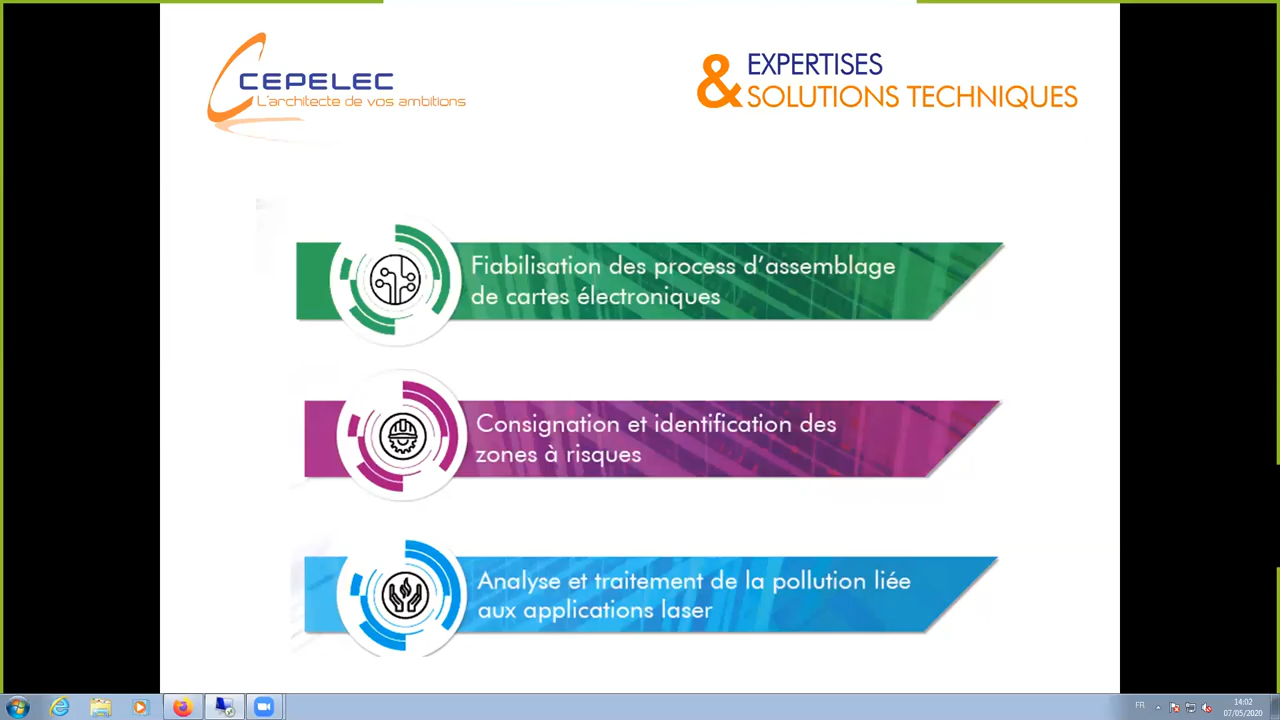 CEPELEC
L'architecte de vos ambitions
& EXPERTISES
SOLUTIONS TECHNIQUES
Fiabilisation des process d'assemblage
de cartes électroniques
Consignation et identification des
zones à risques
Analyse et traitement de la pollution liée
aux applications laser
FR
14:02
07/05/2020